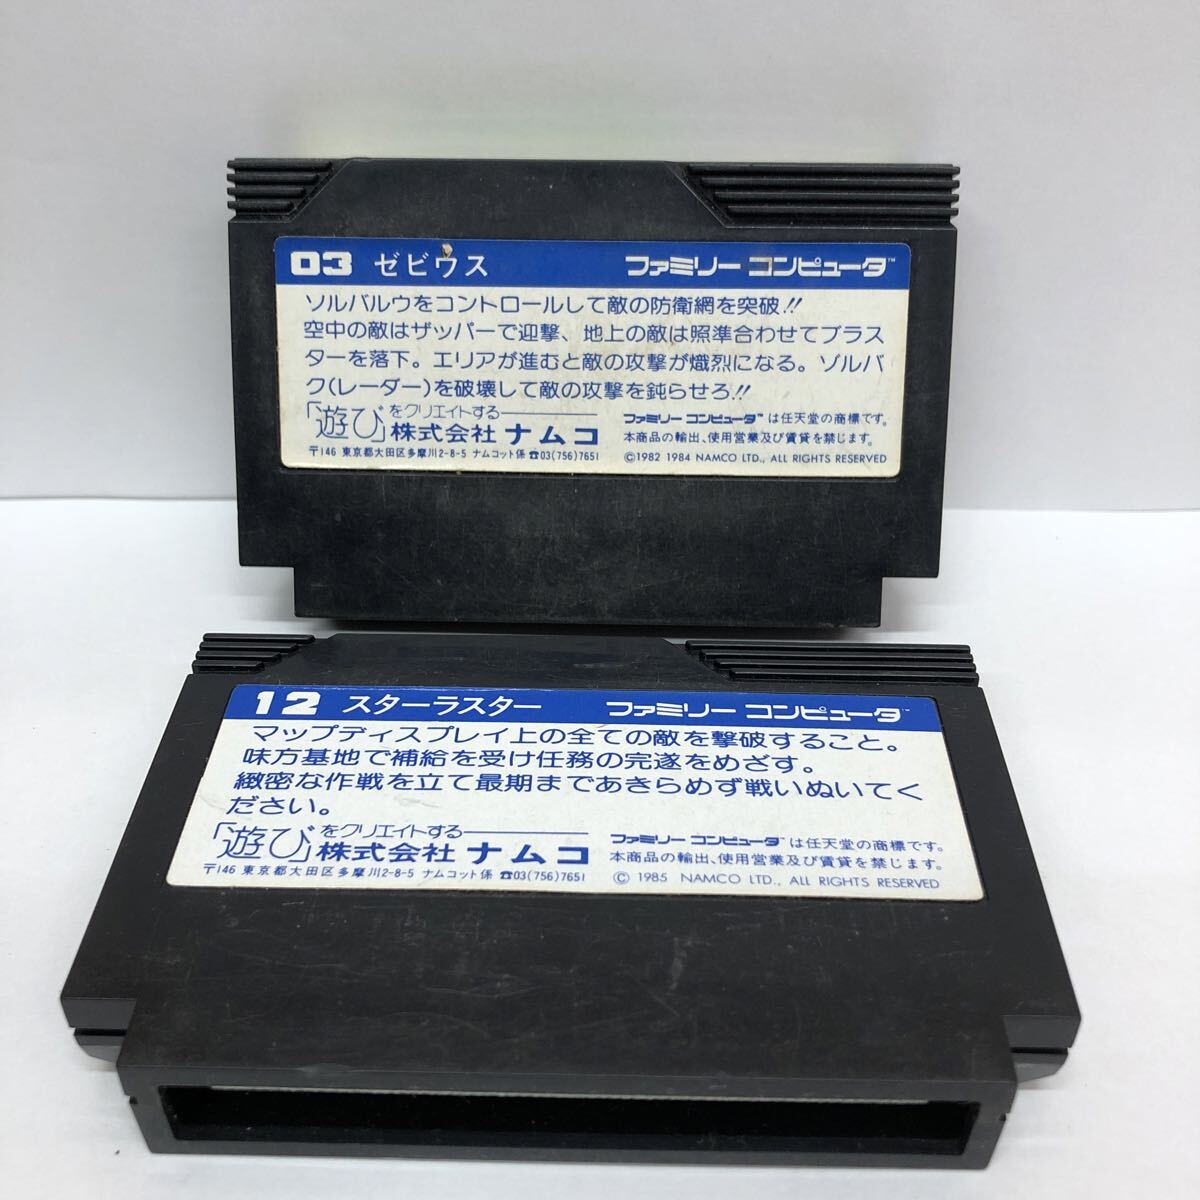 03 ゼビウス ファミリー コンピュータ™
ソルバルウをコントロールして敵の防衛網を突破!!
空中の敵はザッパーで迎撃、地上の敵は照準合わせてブラス
ターを落下。エリアが進むと敵の攻撃が熾烈になる。ゾルバ
ク(レーダー)を破壊して敵の攻撃を鈍らせろ!!
「遊び」をクリエイトする
株式会社 ナムコ
〒146 東京都大田区多摩川2-8-5 ナムコット係 ☎03(756)7651
ファミリー コンピュータ™は任天堂の商標です。
本商品の輸出、使用営業及び賃貸を禁じます。
©1982 1984 NAMCO LTD., ALL RIGHTS RESERVED
12 スターラスター ファミリー コンピュータ™
マップディスプレイ上の全ての敵を撃破すること。
味方基地で補給を受け任務の完遂をめざす。
緻密な作戦を立て最期まであきらめず戦いぬいてく
ださい。
「遊び」をクリエイトする
株式会社 ナムコ
〒146 東京都大田区多摩川2-8-5 ナムコット係 ☎03(756)7651
ファミリー コンピュータ™は任天堂の商標です。
本商品の輸出、使用営業及び賃貸を禁じます。
© 1985 NAMCO LTD., ALL RIGHTS RESERVED